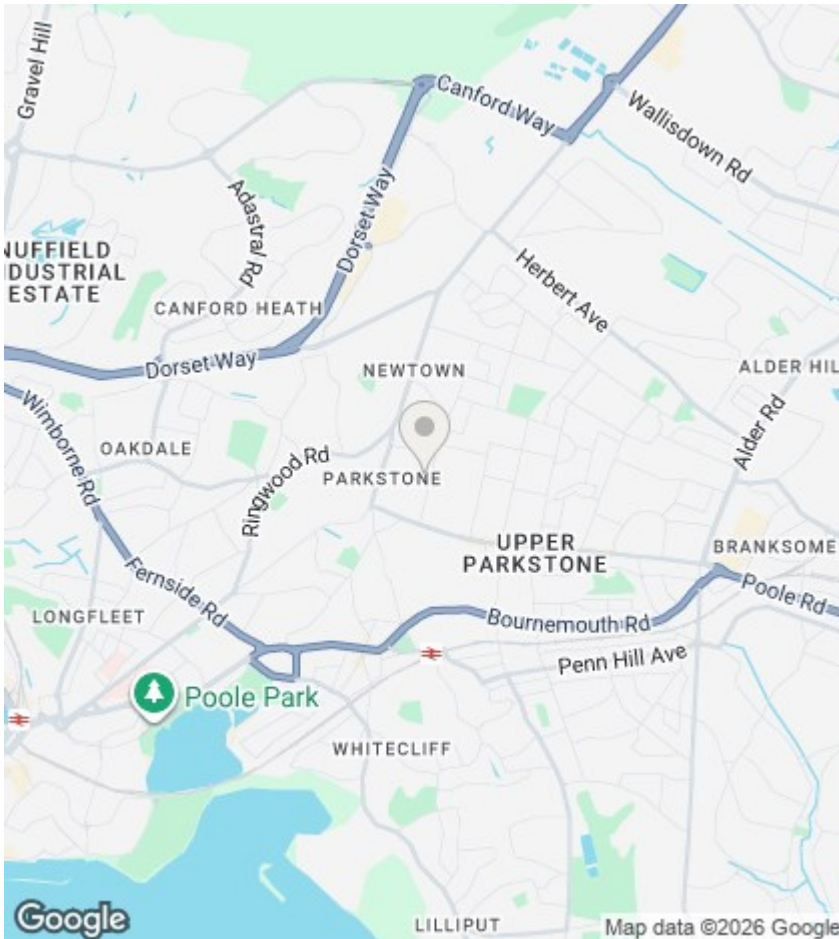 Gravel Hill
Canford Way
Wallisdown Rd
Adastral Rd
Dorset Way
NUFFIELD
INDUSTRIAL
ESTATE
Herbert Ave
CANFORD HEATH
Dorset Way
NEWTOWN
ALDER HIL
Wimborne Rd
Alder Rd
OAKDALE
Ringwood Rd
PARKSTONE
UPPER
PARKSTONE
BRANKSOME
Fernside Rd
Poole Rd
LONGFLEET
Bournemouth Rd
Penn Hill Ave
Poole Park
WHITECLIFF
LILLIPUT
Google
Map data ©2026 Google